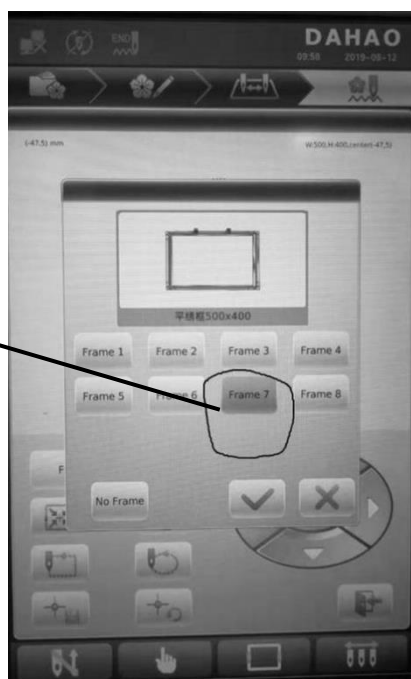 END
DAHAO
09:58 2019-09-12
(-47,5) mm
W:500,H:400,center(-47,5)
平绣框500x400
Frame 1 Frame 2 Frame 3 Frame 4
Frame 5 Frame 6 Frame 7 Frame 8
No Frame